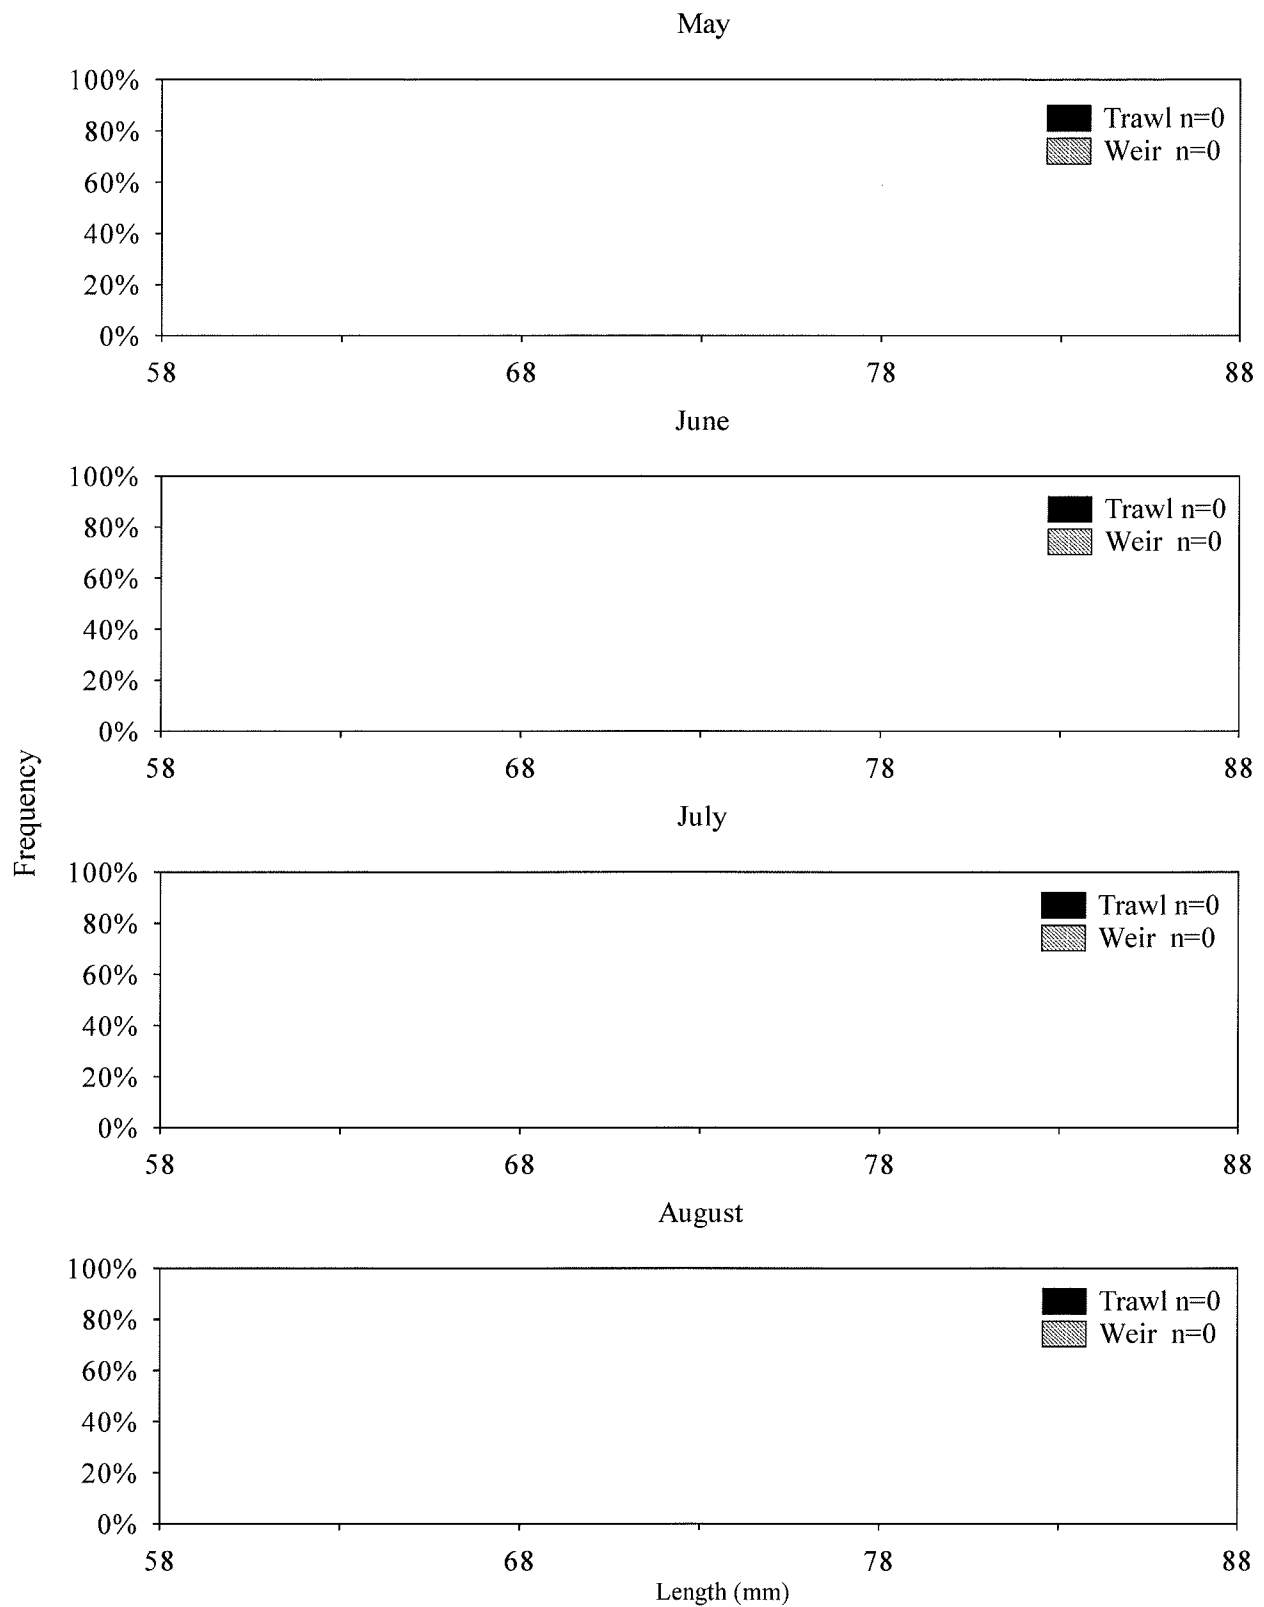 May
100%
80%
60%
40%
20%
0%
Trawl n=0
Weir n=0
58 68 78 88
June
100%
80%
60%
40%
20%
0%
Trawl n=0
Weir n=0
58 68 78 88
Frequency
July
100%
80%
60%
40%
20%
0%
Trawl n=0
Weir n=0
58 68 78 88
August
100%
80%
60%
40%
20%
0%
Trawl n=0
Weir n=0
58 68 78 88
Length (mm)